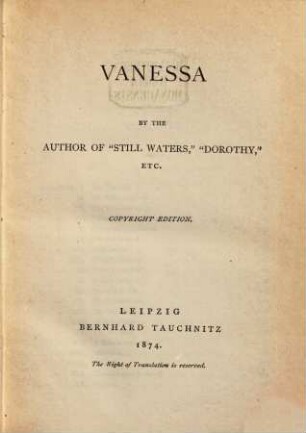 VANESSA
BY THE
AUTHOR OF "STILL WATERS," "DOROTHY,"
ETC.
COPYRIGHT EDITION.
LEIPZIG
BERNHARD TAUCHNITZ
1874.
The Right of Translation is reserved.